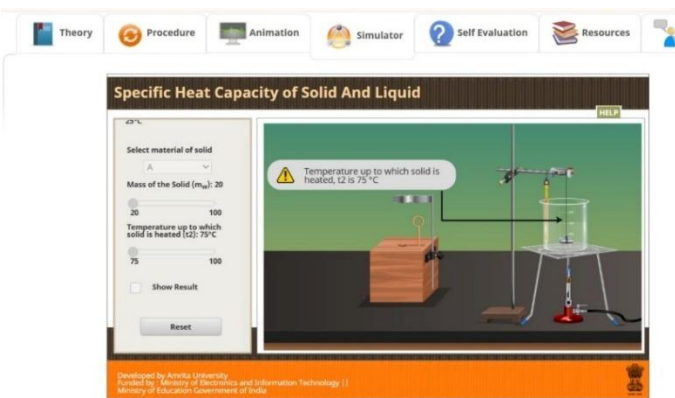 Theory
Procedure
Animation
Simulator
Self Evaluation
Resources
Specific Heat Capacity of Solid And Liquid
HELP
25°C
Select material of solid
A
Mass of the Solid (mw): 20
20 100
Temperature up to which
solid is heated (t2): 75°C
75 100
Show Result
Reset
Temperature up to which solid is
heated, t2 is 75 °C
Developed by Amrita University
Funded by : Ministry of Electronics and Information Technology ||
Ministry of Education Government of India